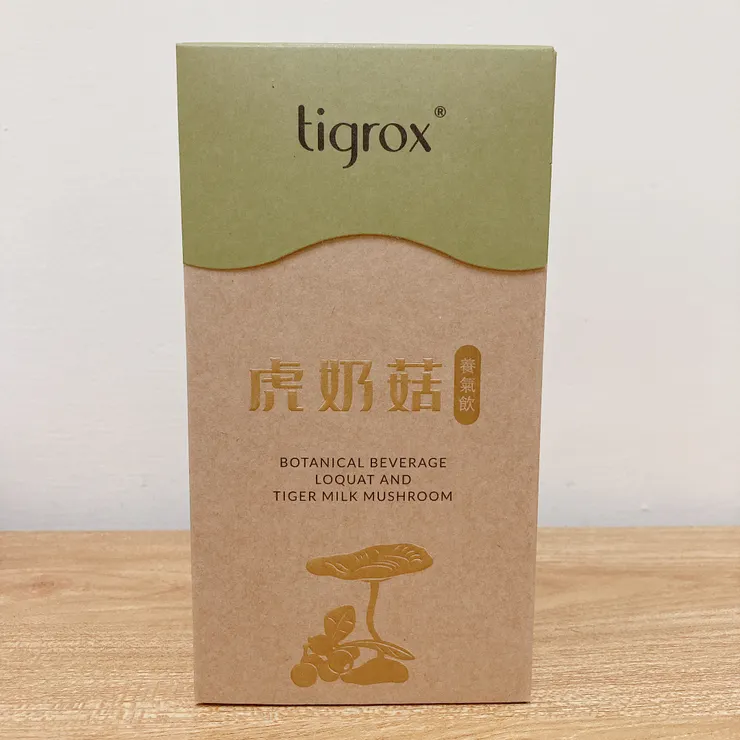 tigrox®
虎奶菇
養氣飲
BOTANICAL BEVERAGE
LOQUAT AND
TIGER MILK MUSHROOM